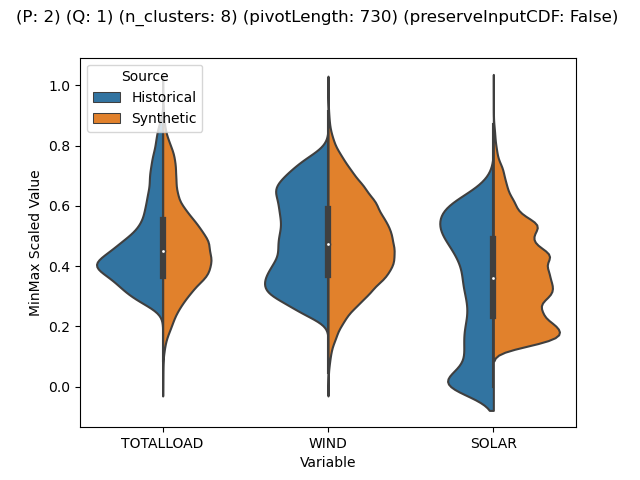 (P: 2) (Q: 1) (n_clusters: 8) (pivotLength: 730) (preserveInputCDF: False)
Source
Historical
Synthetic
1.0
0.8
0.6
0.4
0.2
0.0
MinMax Scaled Value
TOTALLOAD WIND SOLAR
Variable